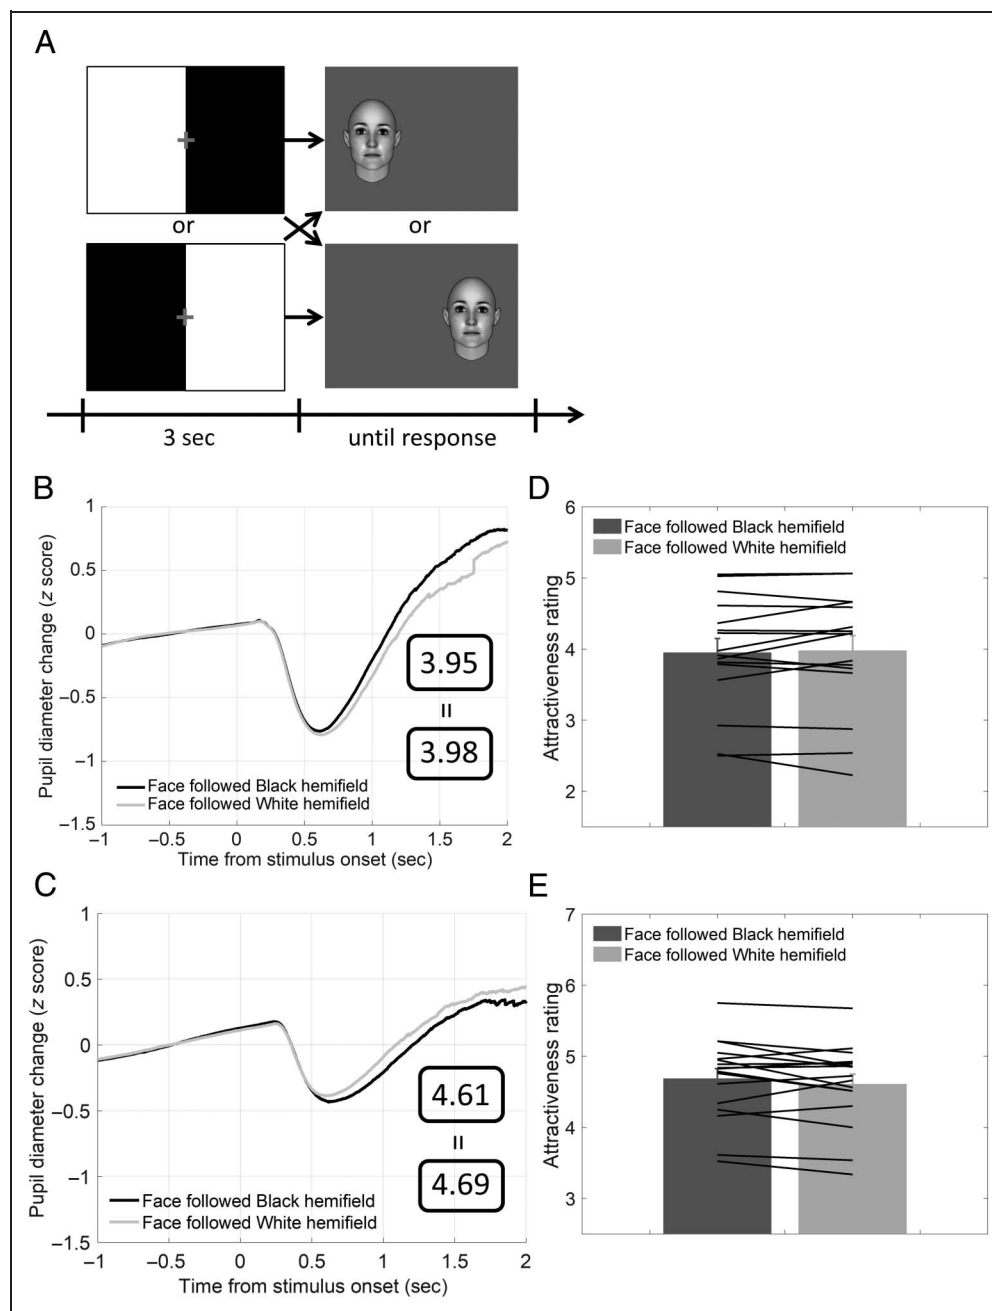 A
or
or
3 sec
until response
B
Pupil diameter change (z score)
1
0.5
0
−0.5
−1
−1.5
3.95
=
3.98
Face followed Black hemifield
Face followed White hemifield
−1
−0.5
0
0.5
1
1.5
2
Time from stimulus onset (sec)
D
Attractiveness rating
6
5
4
3
2
Face followed Black hemifield
Face followed White hemifield
C
Pupil diameter change (z score)
1
0.5
0
−0.5
−1
−1.5
4.61
=
4.69
Face followed Black hemifield
Face followed White hemifield
−1
−0.5
0
0.5
1
1.5
2
Time from stimulus onset (sec)
E
Attractiveness rating
7
6
5
4
3
Face followed Black hemifield
Face followed White hemifield